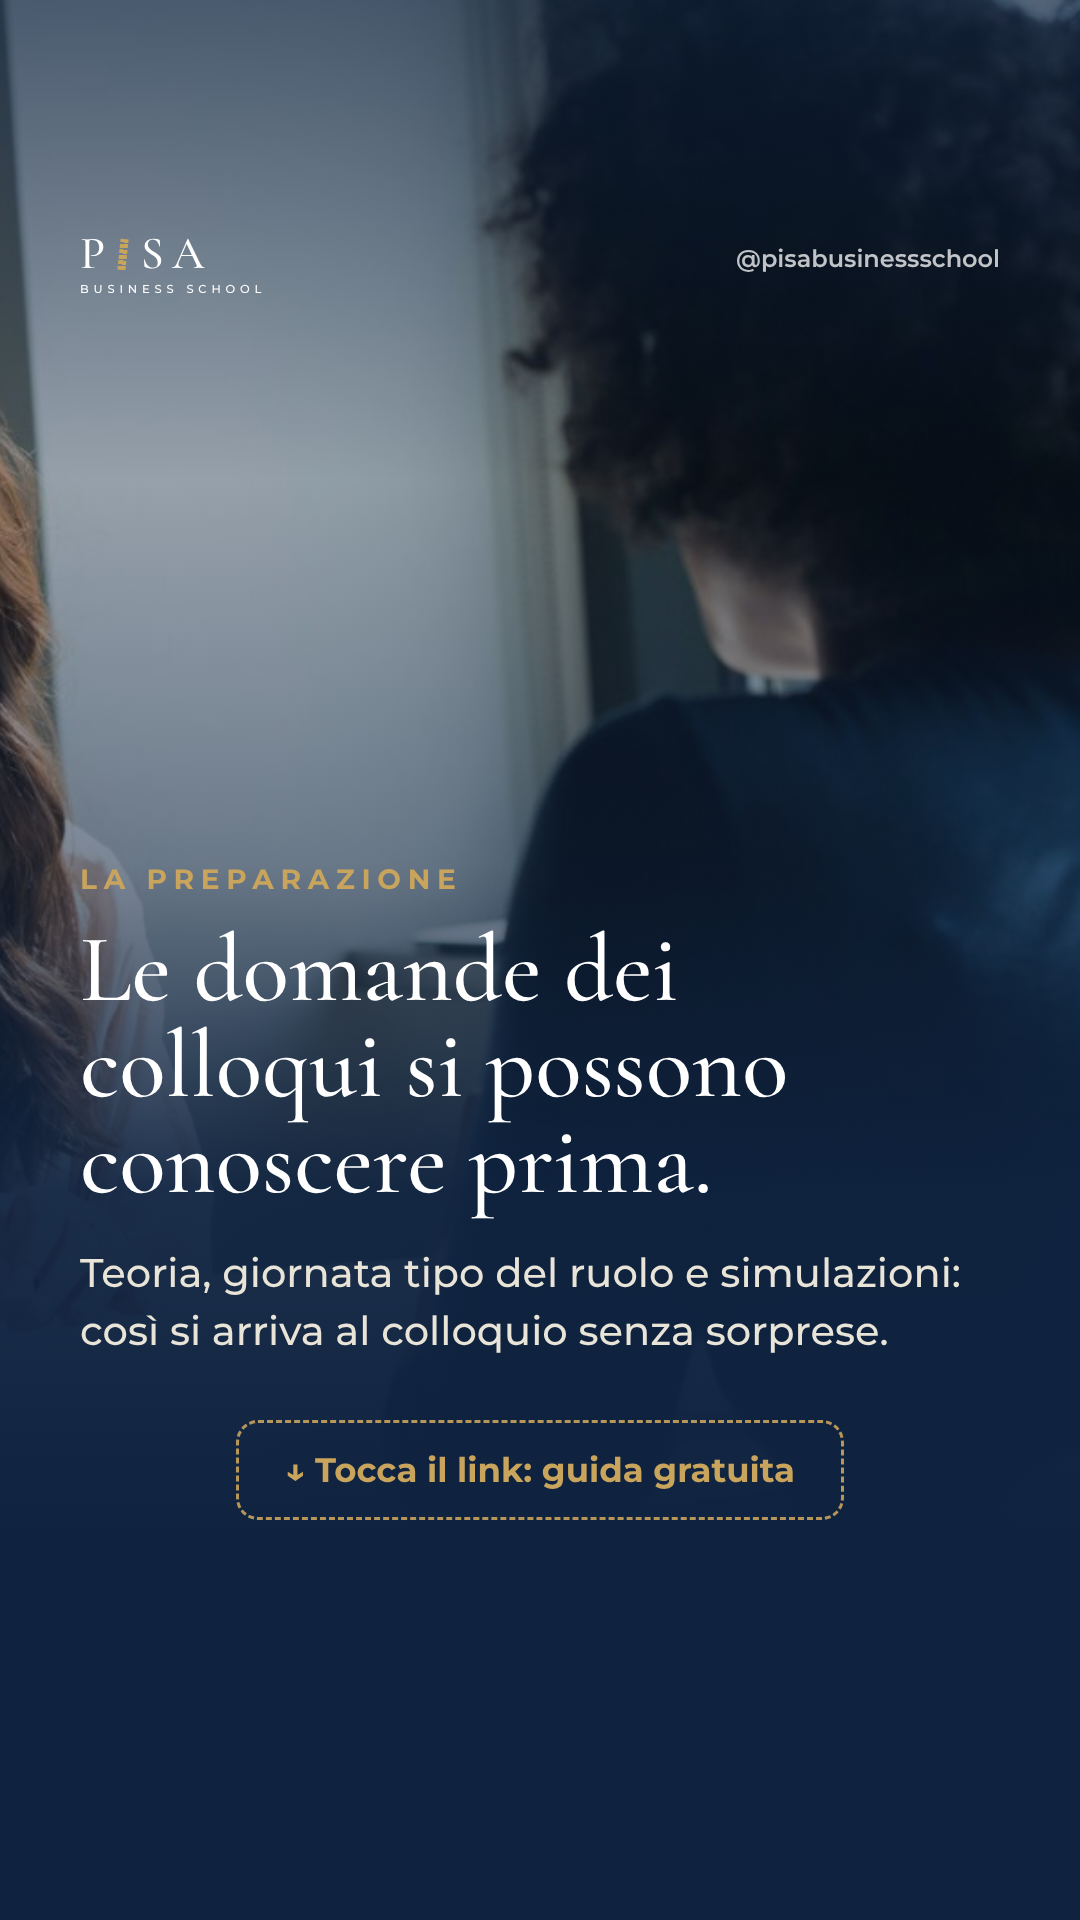 PISA
BUSINESS SCHOOL
@pisabusinessschool
LA PREPARAZIONE
Le domande dei
colloqui si possono
conoscere prima.
Teoria, giornata tipo del ruolo e simulazioni:
così si arriva al colloquio senza sorprese.
↓ Tocca il link: guida gratuita